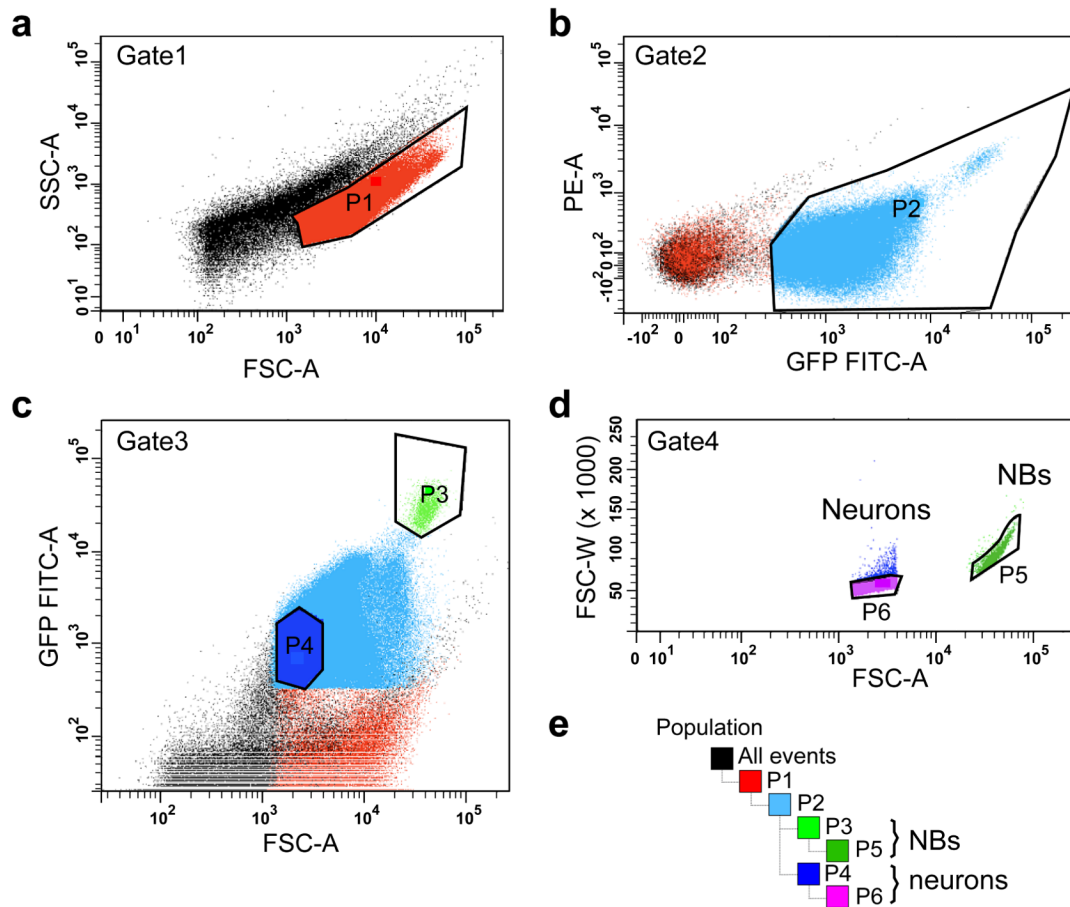 a
Gate1
SSC-A
10^5
10^4
10^3
10^2
10^1
0
P1
0 10^1 10^2 10^3 10^4 10^5
FSC-A
b
Gate2
PE-A
10^5
10^4
10^3
10^2
0
-10^2
P2
-10^2 0 10^2 10^3 10^4 10^5
GFP FITC-A
c
Gate3
GFP FITC-A
10^5
10^4
10^3
10^2
P3
P4
10^2 10^3 10^4 10^5
FSC-A
d
Gate4
FSC-W (x 1000)
250
200
150
100
50
NBs
Neurons
P5
P6
0 10^1 10^2 10^3 10^4 10^5
FSC-A
e
Population
All events
P1
P2
P3
P5
NBs
P4
P6
neurons